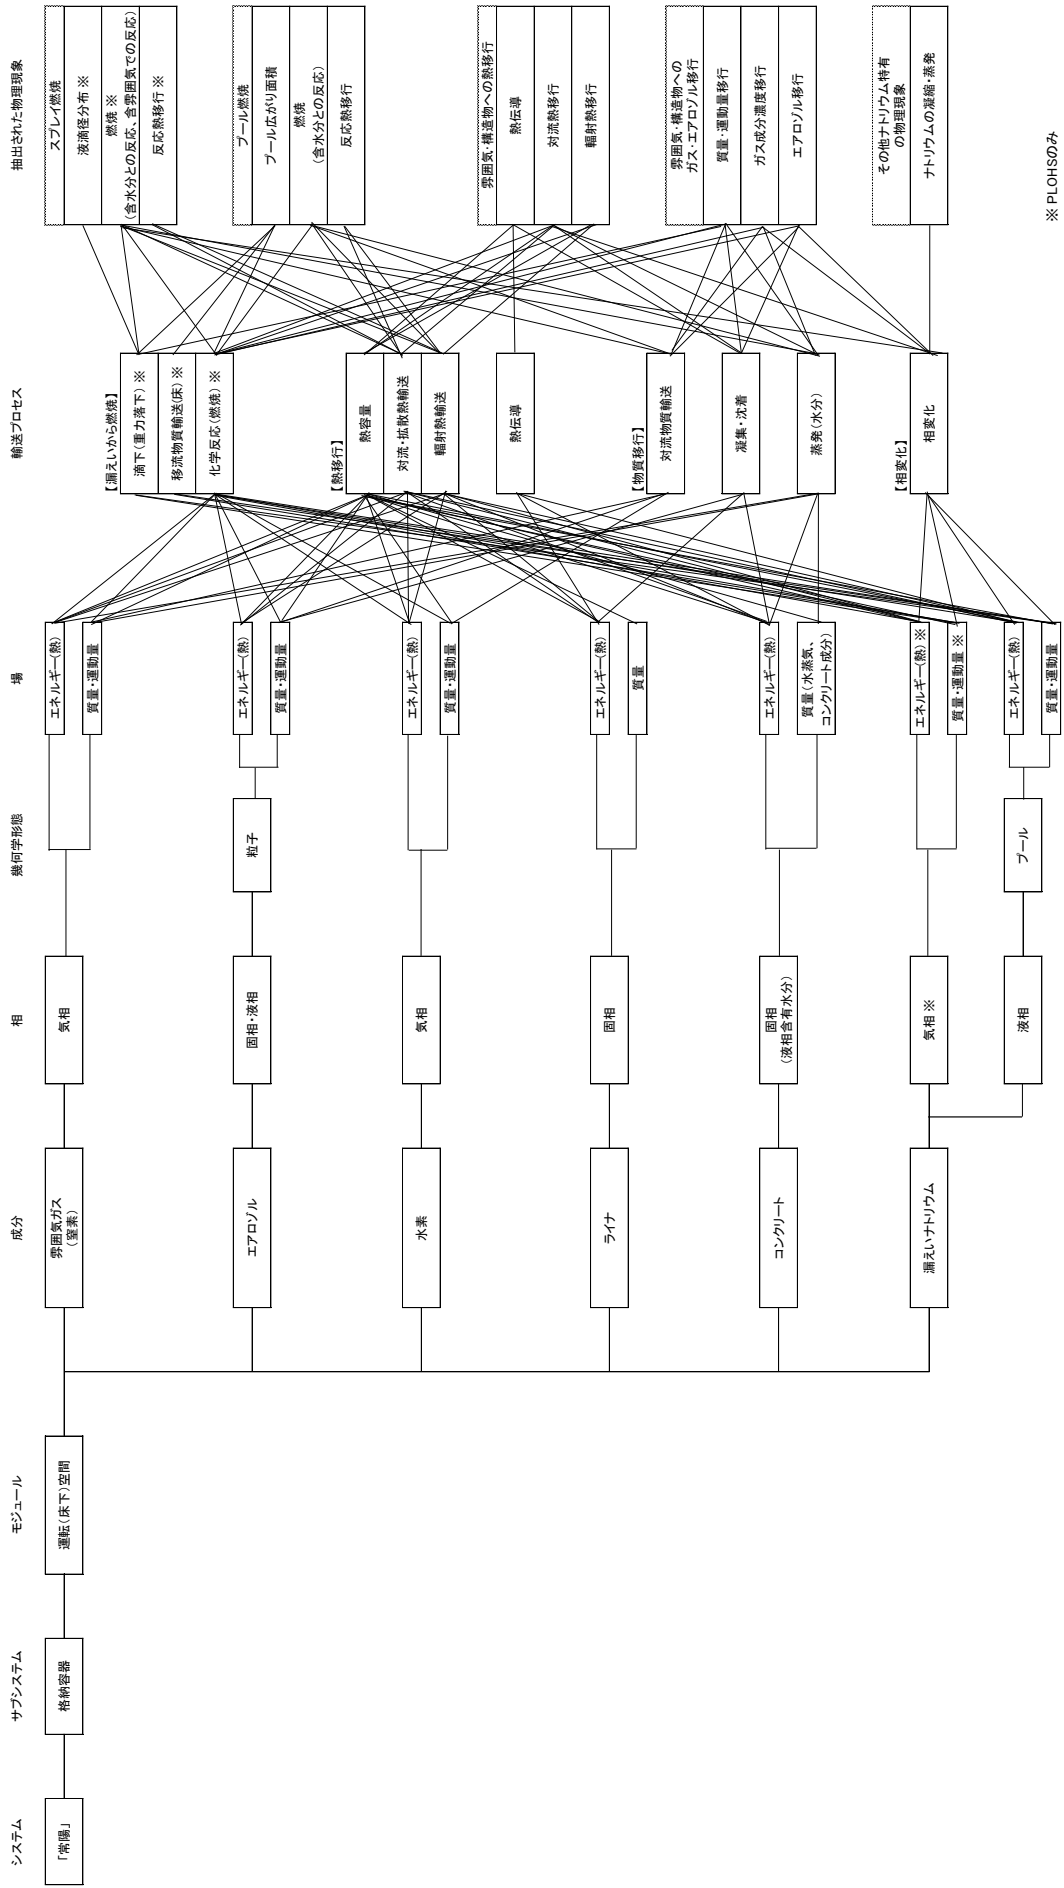 システム
サブシステム
モジュール
成分
相
幾何学形態
場
輸送プロセス
抽出された物理現象
「常陽」
格納容器
運転(床下)空間
雰囲気ガス
(窒素)
エアロゾル
水素
ライナ
コンクリート
漏えいナトリウム
気相
固相・液相
気相
固相
固相
(液相含有水分)
気相 ※
液相
粒子
プール
エネルギー(熱)
質量・運動量
エネルギー(熱)
質量・運動量
エネルギー(熱)
質量・運動量
エネルギー(熱)
質量
エネルギー(熱)
質量(水蒸気、
コンクリート成分)
エネルギー(熱) ※
質量・運動量 ※
エネルギー(熱)
質量・運動量
【漏えいから燃焼】
滴下(重力落下) ※
移流物質輸送(床) ※
化学反応(燃焼) ※
【熱移行】
熱容量
対流・拡散熱輸送
輻射熱輸送
熱伝導
【物質移行】
対流物質輸送
凝集・沈着
蒸発(水分)
【相変化】
相変化
スプレイ燃焼
液滴径分布 ※
燃焼 ※
(含水分との反応、含雰囲気での反応)
反応熱移行 ※
プール燃焼
プール広がり面積
燃焼
(含水分との反応)
反応熱移行
雰囲気・構造物への熱移行
熱伝導
対流熱移行
輻射熱移行
雰囲気・構造物への
ガス・エアロゾル移行
質量・運動量移行
ガス成分濃度移行
エアロゾル移行
その他ナトリウム特有
の物理現象
ナトリウムの凝縮・蒸発
※ PLOHSのみ